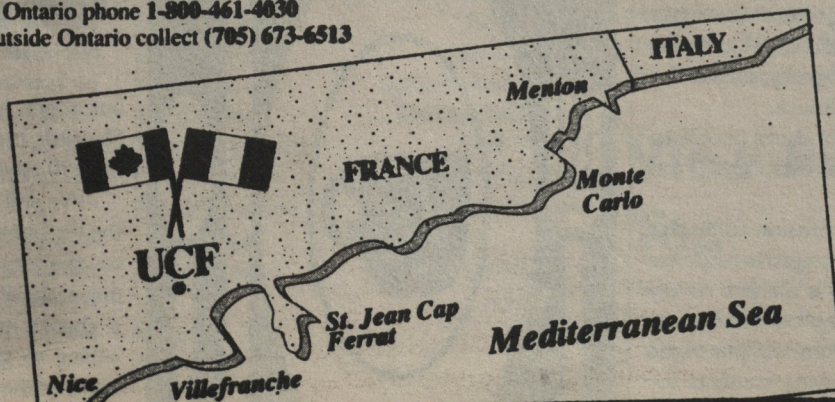 Ontario phone 1-800-461-4030
utside Ontario collect (705) 673-6513
ITALY
Menton
FRANCE
Monte
Carlo
UCF
St. Jean Cap
Ferrat
Mediterranean Sea
Nice
Villefranche